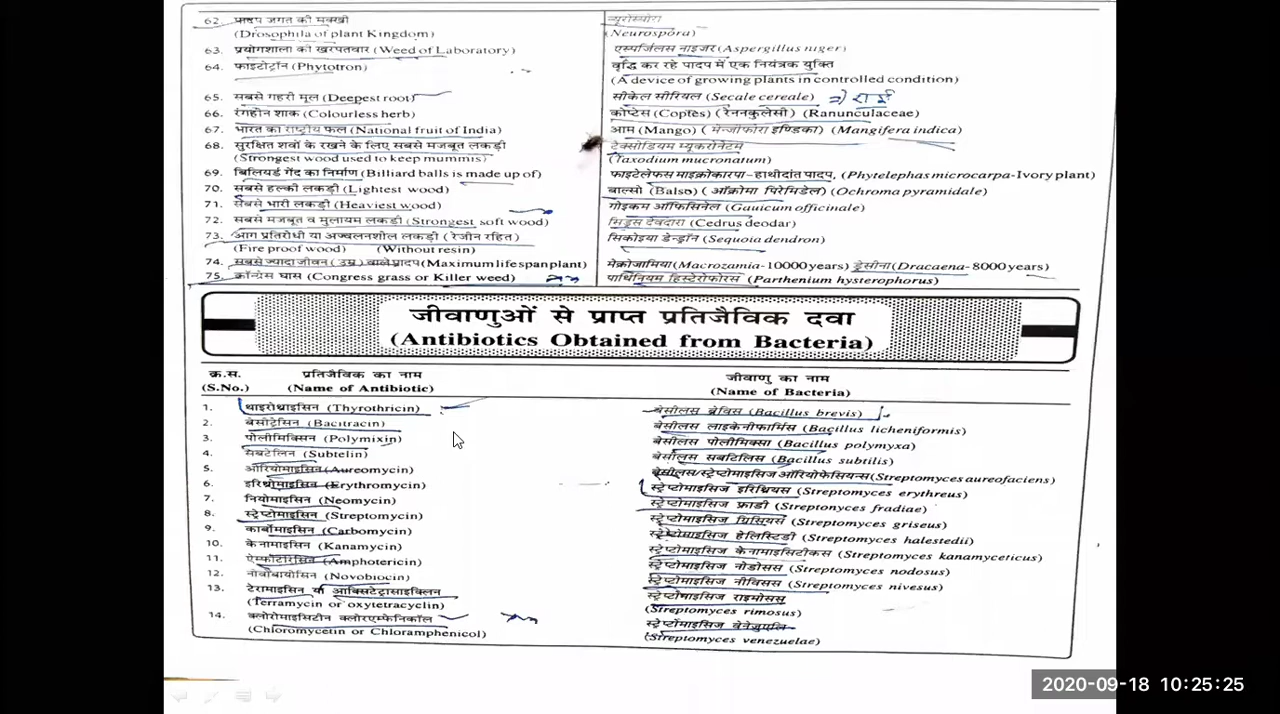 62. पादप जगत की मक्खी न्यूरोस्पोरा
(Drosophila of plant Kingdom) (Neurospora
63. प्रयोगशाला की खरपतवार (Weed of Laboratory) एस्पर्जिलस नाइजर (Aspergillus niger)
64. फाइटोट्रॉन (Phytotron) वृद्धि कर रहे पादप में एक नियंत्रक युक्ति
(A device of growing plants in controlled condition)
65. सबसे गहरी मूल (Deepest root) सीकेल सीरियल (Secale cereale) => राई
66. रंगहीन शाक (Colourless herb) कोप्टेस (Coptes) (रेननकुलेसी) (Ranunculaceae)
67. भारत का राष्ट्रीय फल (National fruit of India) आम (Mango) (मेन्जीफोरा इण्डिका) (Mangifera indica)
68. सुरक्षित शवों के रखने के लिए सबसे मजबूत लकड़ी टेक्सोडियम म्यूकरोनेटम
(Strongest wood used to keep mummis) (Taxodium mucronatum)
69. बिलियर्ड गेंद का निर्माण (Billiard balls is made up of) फाइटेलेफस माइक्रोकारपा-हाथीदांत पादप, (Phytelephas microcarpa-Ivory plant)
70. सबसे हल्की लकड़ी (Lightest wood) बाल्सा (Balso) (ऑक्रोमा पिरेमिडेल) (Ochroma pyramidale)
71. सबसे भारी लकड़ी (Heaviest wood) गोइकम ऑफिसिनेल (Gaucum officinale)
72. सबसे मजबूत व मुलायम लकड़ी (Strongest soft wood) सिड्रस देवदारा (Cedrus deodar)
73. आग प्रतिरोधी या अज्वलनशील लकड़ी (रेजीन रहित) सिकोइया डेन्ड्रॉन (Sequoia dendron)
(Fire proof wood) (Without resin)
74. सबसे ज्यादा जीवन (उम्र) वाले पादप (Maximum life span plant) मेक्रोजामिया (Macrozamia-10000 years) ड्रेसीना (Dracaena-8000 years)
75. कॉन्ग्रेस घास (Congress grass or Killer weed) पार्थिनियम हिस्टेरोफोरस (Parthenium hysterophorus)
जीवाणुओं से प्राप्त प्रतिजैविक दवा
(Antibiotics Obtained from Bacteria)
क्र.स. प्रतिजैविक का नाम जीवाणु का नाम
(S.No.) (Name of Antibiotic) (Name of Bacteria)
1. थाइरोथ्राइसिन (Thyrothricin) बेसीलस ब्रेविस (Bacillus brevis)
2. बेसीट्रेसिन (Bacitracin) बेसीलस लाइकेनीफार्मिस (Bacillus licheniformis)
3. पोलीमिक्सिन (Polymixin) बेसीलस पोलीमिक्सा (Bacillus polymyxa)
4. सबटेलिन (Subtelin) बेसीलस सबटिलिस (Bacillus subtilis)
5. ऑरियोमाइसिन (Aureomycin) बेसीलस/स्ट्रेप्टोमाइसिज ऑरियोफेसियन्स (Streptomyces aureofaciens)
6. इरिथ्रोमाइसिन (Erythromycin) स्ट्रेप्टोमाइसिज इरिथ्रियस (Streptomyces erythreus)
7. नियोमाइसिन (Neomycin) स्ट्रेप्टोमाइसिज फ्राडी (Streptonyces fradiae)
8. स्ट्रेप्टोमाइसिन (Streptomycin) स्ट्रेप्टोमाइसिज ग्रिसियस (Streptomyces griseus)
9. कार्बोमाइसिन (Carbomycin) स्ट्रेप्टोमाइसिज हेलिस्टिडी (Streptomyces halestedii)
10. केनामाइसिन (Kanamycin) स्ट्रेप्टोमाइसिज केनामाइसिटीकस (Streptomyces kanamyceticus)
11. ऐम्फोटारसिन (Amphotericin) स्ट्रेप्टोमाइसिज नोडोसस (Streptomyces nodosus)
12. नोवोबायोसिन (Novobiocin) स्ट्रेप्टोमाइसिज नीविसस (Streptomyces nivesus)
13. टेरामाइसिन या ऑक्सिटेट्रासाइक्लिन स्ट्रेप्टोमाइसिज राइमोसस
(Terramycin or oxytetracyclin) (Streptomyces rimosus)
14. क्लोरोमाइसिटीन क्लोरएम्फेनिकॉल स्ट्रेप्टोमाइसिज वेनेजुएलि
(Chloromycetin or Chloramphenicol) (Streptomyces venezuelae)
2020-09-18 10:25:25